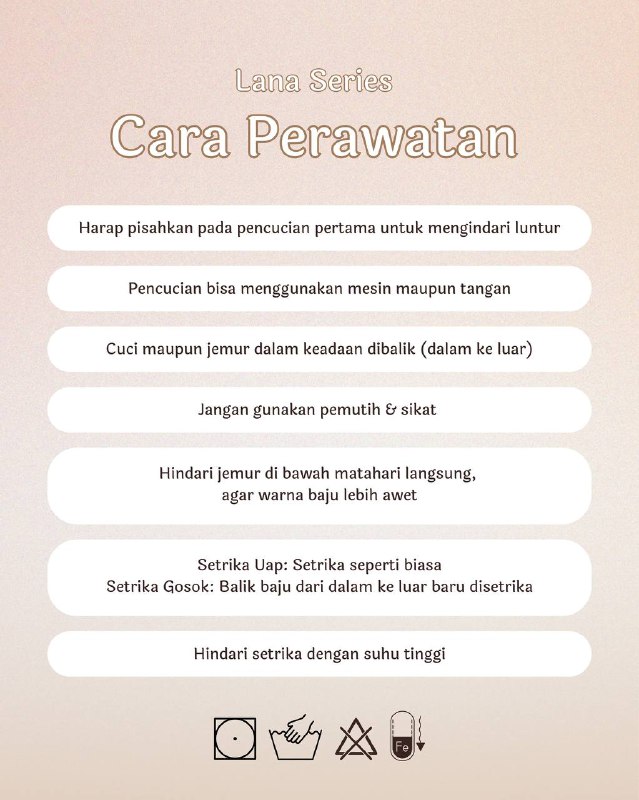 Lana Series
Cara Perawatan
Harap pisahkan pada pencucian pertama untuk mengindari luntur
Pencucian bisa menggunakan mesin maupun tangan
Cuci maupun jemur dalam keadaan dibalik (dalam ke luar)
Jangan gunakan pemutih & sikat
Hindari jemur di bawah matahari langsung,
agar warna baju lebih awet
Setrika Uap: Setrika seperti biasa
Setrika Gosok: Balik baju dari dalam ke luar baru disetrika
Hindari setrika dengan suhu tinggi
Fe